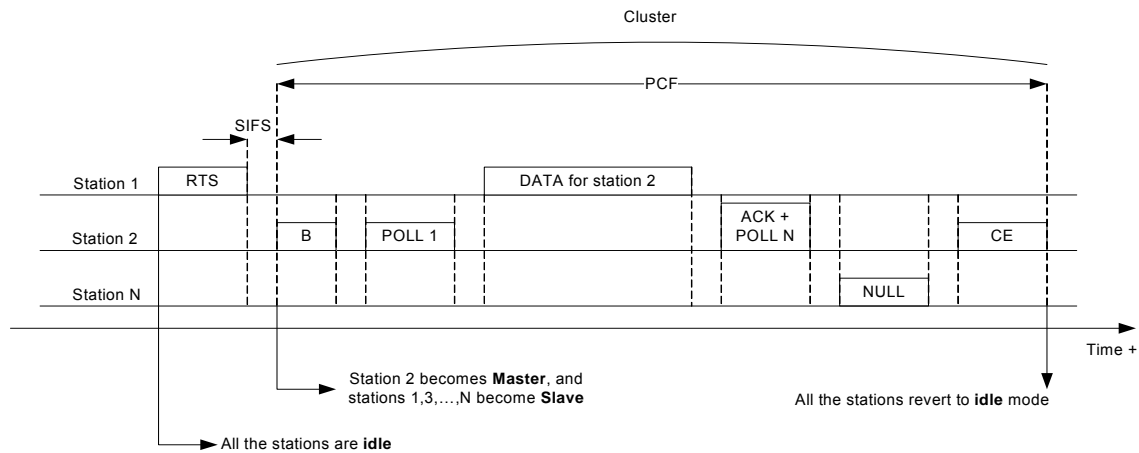 Cluster
PCF
SIFS
Station 1
RTS
DATA for station 2
Station 2
B
POLL 1
ACK +
POLL N
CE
Station N
NULL
Time +
Station 2 becomes Master, and
stations 1,3,...,N become Slave
All the stations revert to idle mode
All the stations are idle